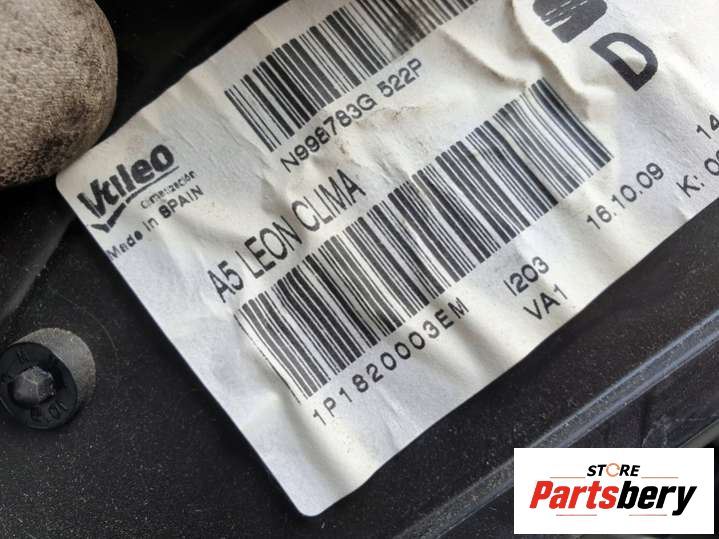 N998783G 522P
D
Valeo
Climatización
Made in SPAIN
A5 LEON CLIMA
1P1820003EM
I203
VA1
16.10.09
14
K: 0
STORE
Partsbery